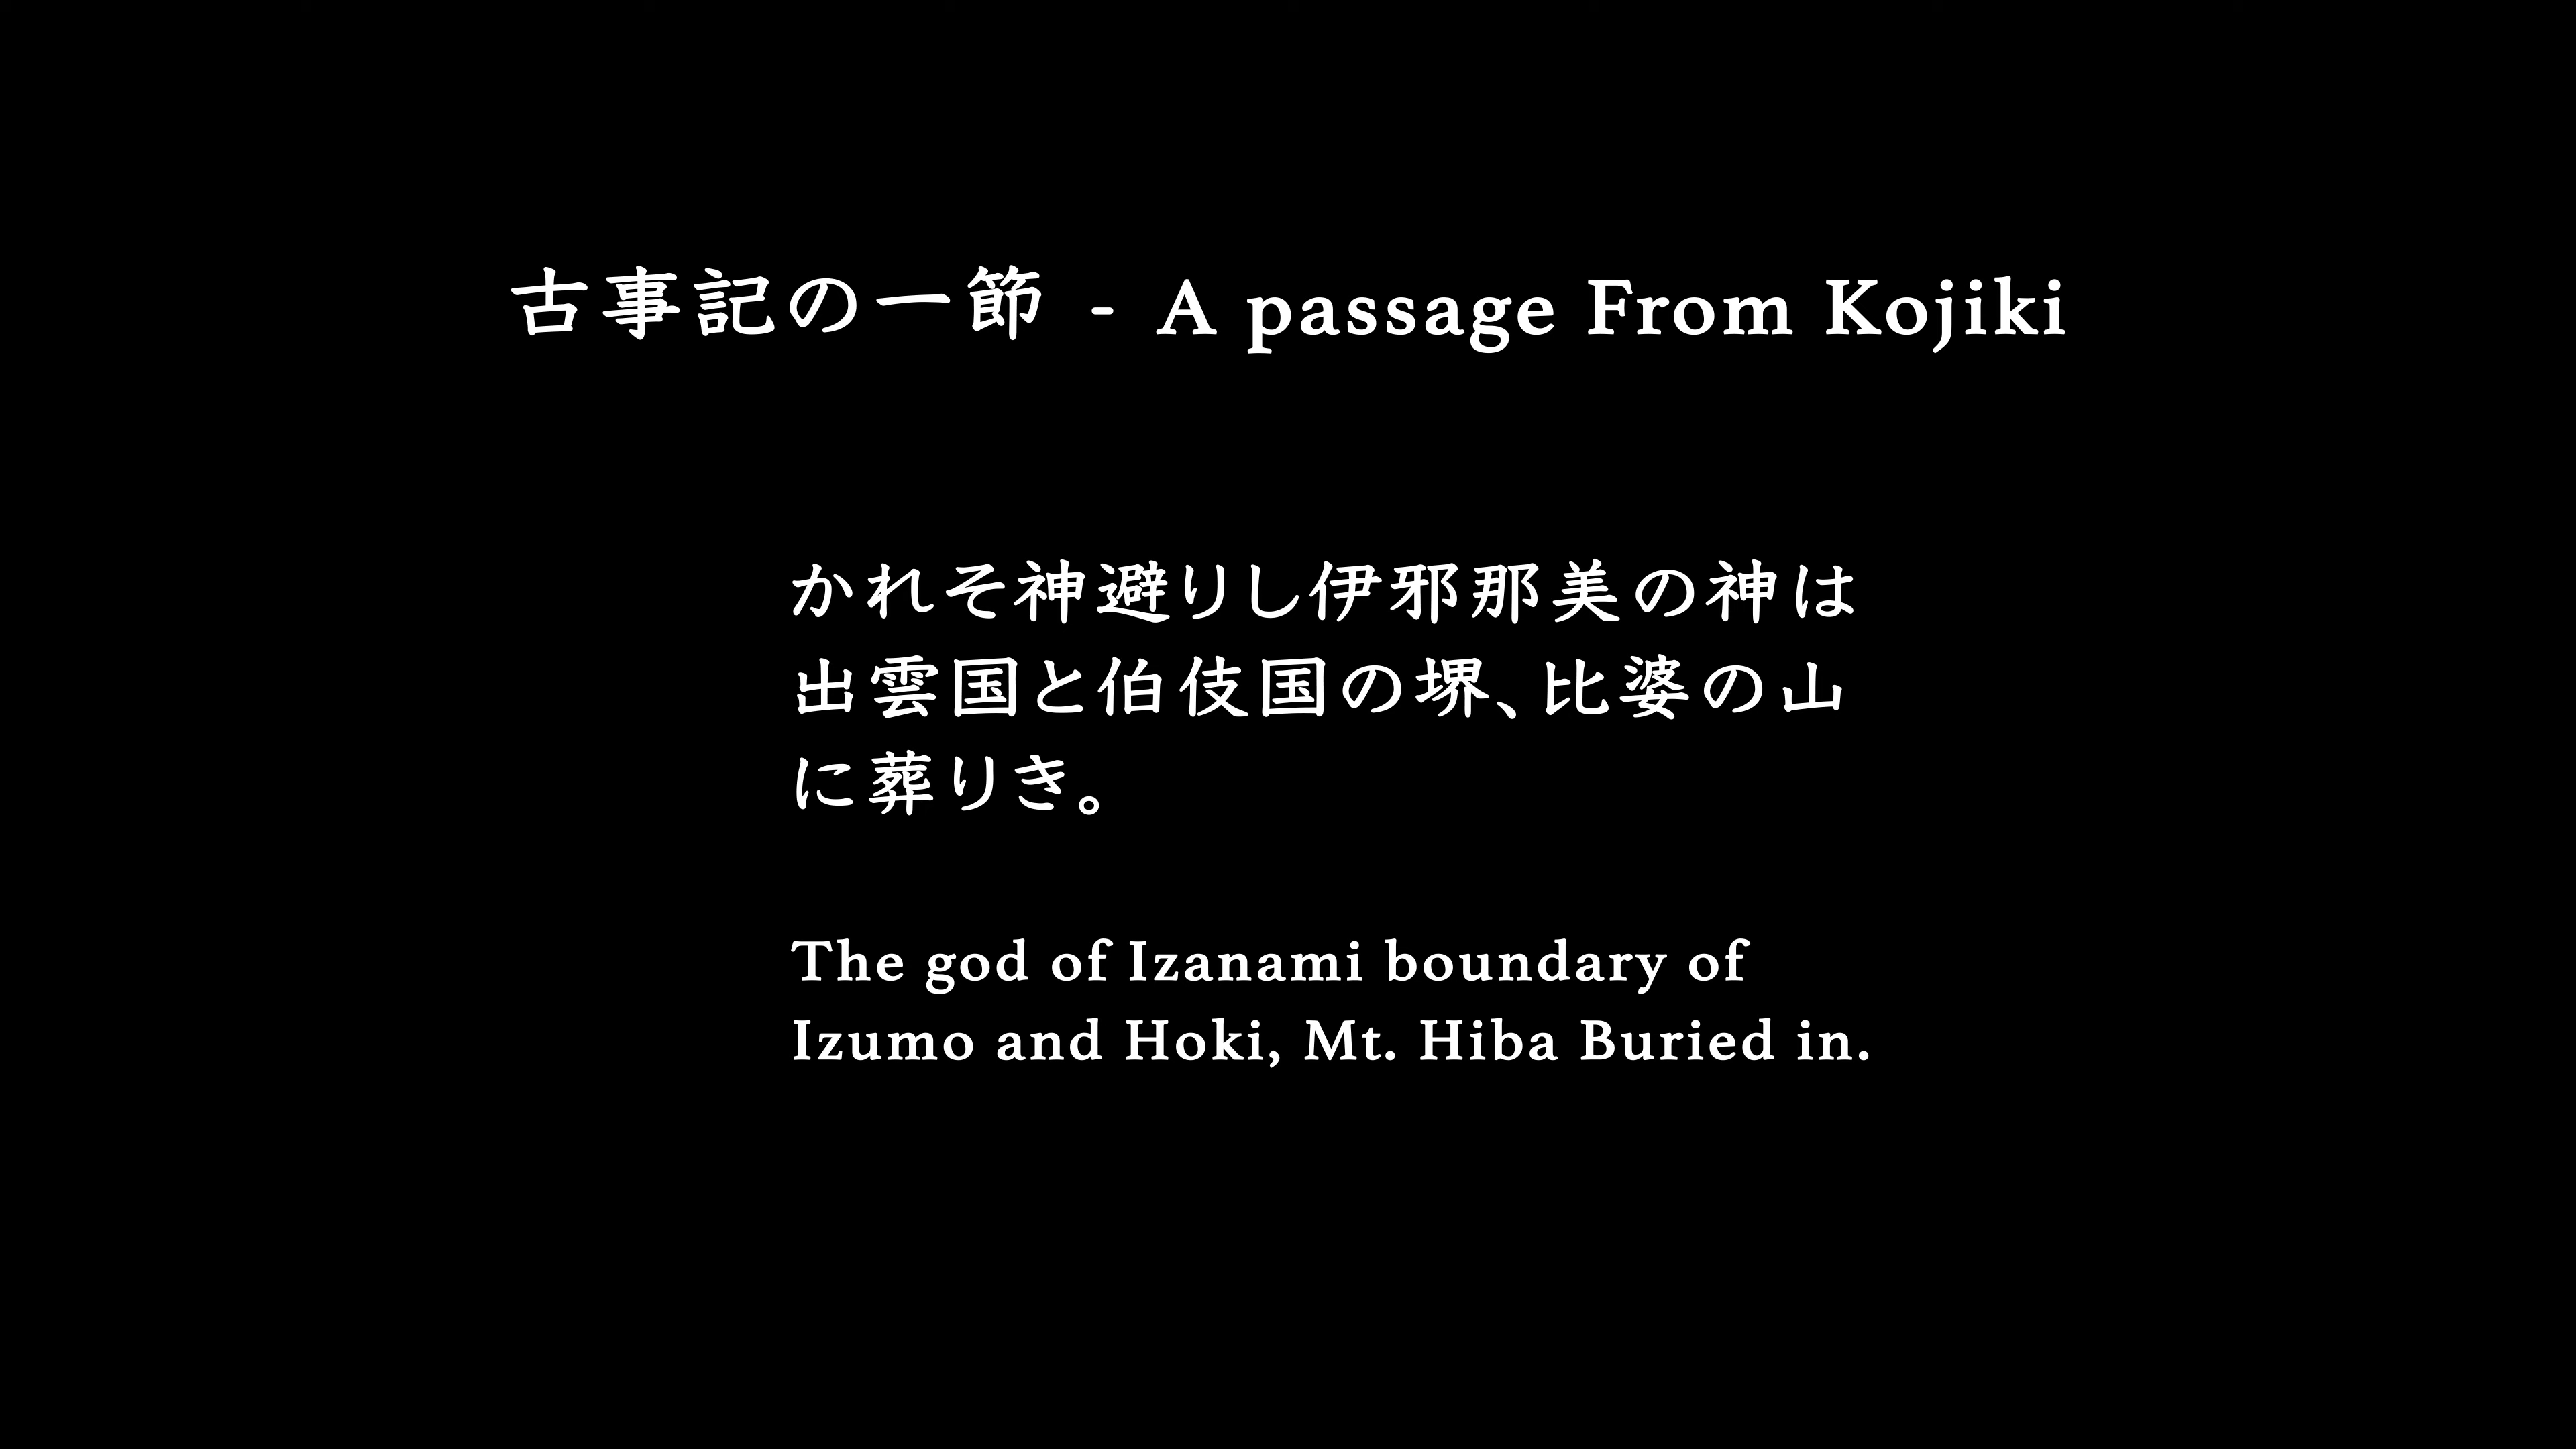 古事記の一節 - A passage From Kojiki
かれそ神避りし伊邪那美の神は
出雲国と伯伎国の堺、比婆の山
に葬りき。
The god of Izanami boundary of
Izumo and Hoki, Mt. Hiba Buried in.